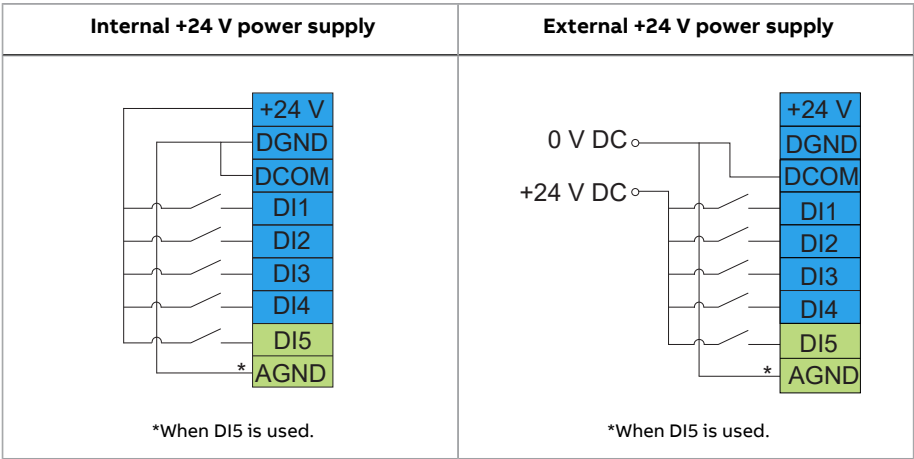 Internal +24 V power supply
External +24 V power supply
+24 V
DGND
DCOM
DI1
DI2
DI3
DI4
DI5
* AGND
*When DI5 is used.
0 V DC
+24 V DC
+24 V
DGND
DCOM
DI1
DI2
DI3
DI4
DI5
* AGND
*When DI5 is used.